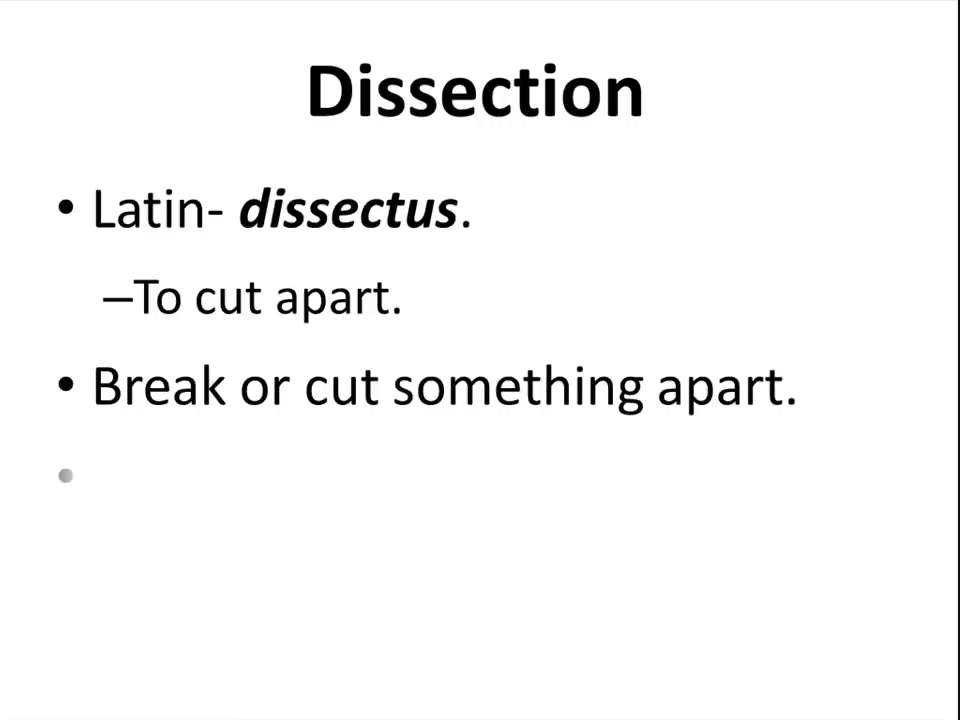 Dissection
• Latin- dissectus.
–To cut apart.
• Break or cut something apart.
•